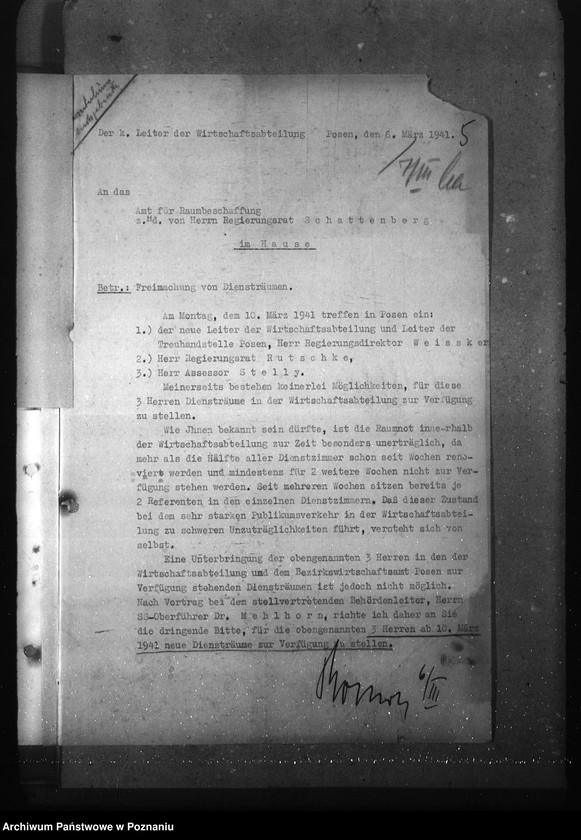 Der k. Leiter der Wirtschaftsabteilung Posen, den 6. März 1941. 5
An das
Amt für Raumbeschaffung
z.Hd. von Herrn Regierungsrat S c h a t t e n b e r g
im H a u s e
Betr.: Freimachung von Diensträumen.
Am Montag, dem 10. März 1941 treffen in Posen ein:
1.) der neue Leiter der Wirtschaftsabteilung und Leiter der
Treuhandstelle Posen, Herr Regierungsdirektor W e i s s k e r
2.) Herr Regierungsrat R u t s c h k e,
3.) Herr Assessor S t e l l y.
Meinerseits bestehen keinerlei Möglichkeiten, für diese
3 Herren Diensträume in der Wirtschaftsabteilung zur Verfügung
zu stellen.
Wie Jhnen bekannt sein dürfte, ist die Raumnot innerhalb
der Wirtschaftsabteilung zur Zeit besonders unerträglich, da
mehr als die Hälfte aller Dienstzimmer schon seit Wochen reno-
viert werden und mindestens für 2 weitere Wochen nicht zur Ver-
fügung stehen werden. Seit mehreren Wochen sitzen bereits je
2 Referenten in den einzelnen Dienstzimmern. Daß dieser Zustand
bei dem sehr starken Publikumsverkehr in der Wirtschaftsabtei-
lung zu schweren Unzuträglichkeiten führt, versteht sich von
selbst.
Eine Unterbringung der obengenannten 3 Herren in den der
Wirtschaftsabteilung und dem Bezirkswirtschaftsamt Posen zur
Verfügung stehenden Diensträumen ist jedoch nicht möglich.
Nach Vortrag bei dem stellvertretenden Behördenleiter, Herrn
SS-Oberführer Dr. M e h l h o r n, richte ich daher an Sie
die dringende Bitte, für die obengenannten 3 Herren ab 10. März
1941 neue Diensträume zur Verfügung zu stellen.
6/III
Archiwum Państwowe w Poznaniu